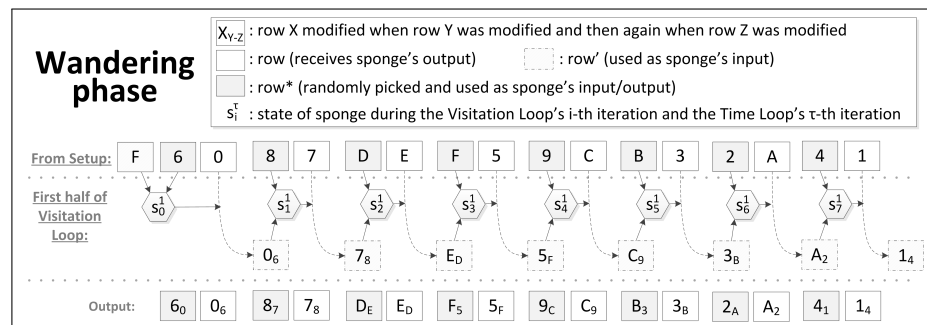 Wandering phase
X_{Y-Z} : row X modified when row Y was modified and then again when row Z was modified
: row (receives sponge's output) : row' (used as sponge's input)
: row* (randomly picked and used as sponge's input/output)
s_i^τ : state of sponge during the Visitation Loop's i-th iteration and the Time Loop's τ-th iteration
From Setup: F 6 0 8 7 D E F 5 9 C B 3 2 A 4 1
First half of Visitation Loop:
s_0^1 s_1^1 s_2^1 s_3^1 s_4^1 s_5^1 s_6^1 s_7^1
0_6 7_8 E_D 5_F C_9 3_B A_2 1_4
Output: 6_0 0_6 8_7 7_8 D_E E_D F_5 5_F 9_C C_9 B_3 3_B 2_A A_2 4_1 1_4